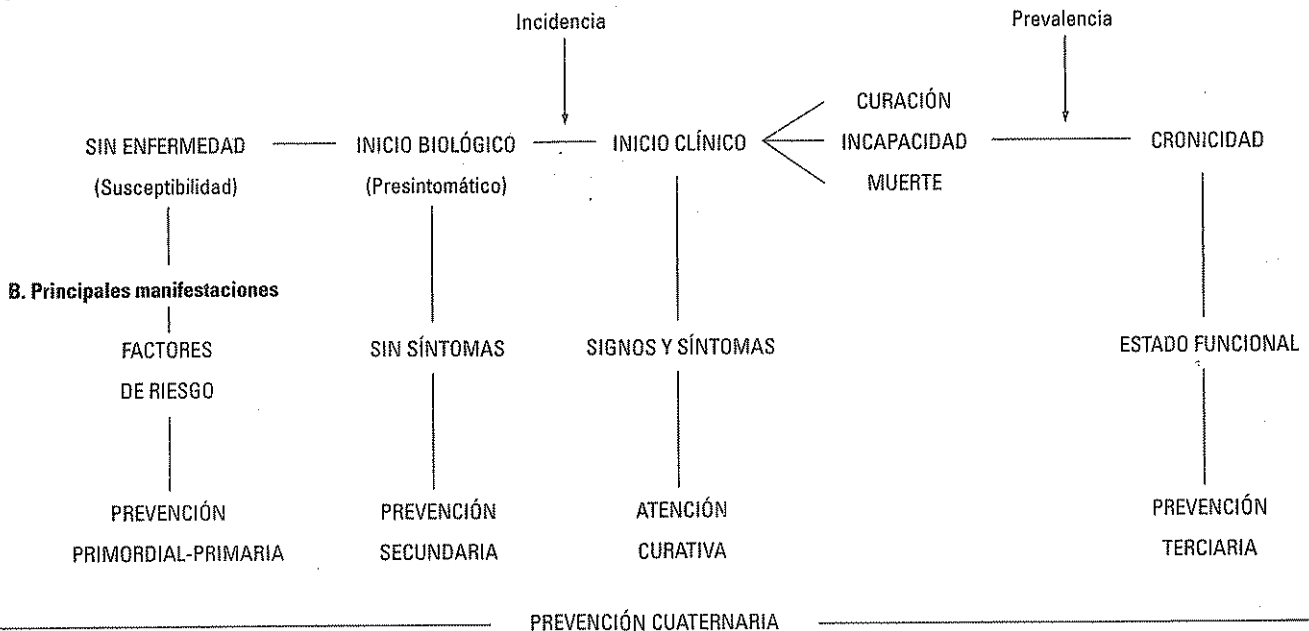 Incidencia
Prevalencia
CURACIÓN
SIN ENFERMEDAD INICIO BIOLÓGICO INICIO CLÍNICO INCAPACIDAD CRONICIDAD
(Susceptibilidad) (Presintomático) MUERTE
B. Principales manifestaciones
FACTORES SIN SÍNTOMAS SIGNOS Y SÍNTOMAS ESTADO FUNCIONAL
DE RIESGO
PREVENCIÓN PREVENCIÓN ATENCIÓN PREVENCIÓN
PRIMORDIAL-PRIMARIA SECUNDARIA CURATIVA TERCIARIA
PREVENCIÓN CUATERNARIA